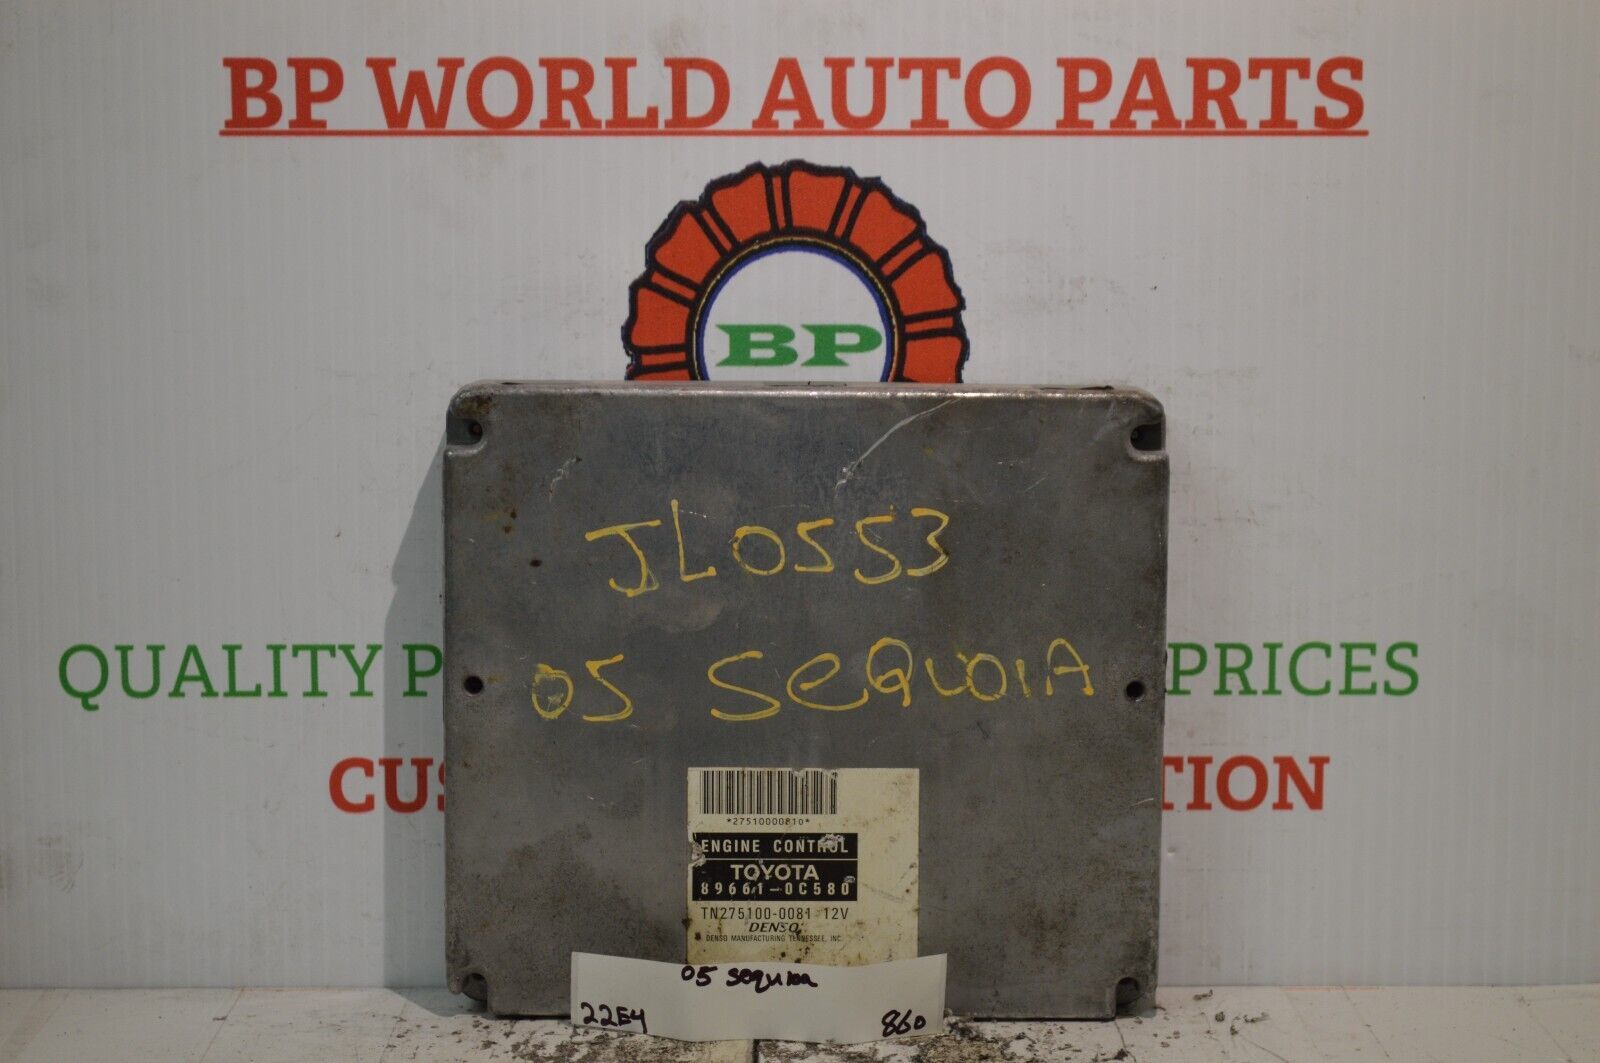 BP WORLD AUTO PARTS
BP
JL0553
QUALITY P PRICES
05 SeQUOIA
CUS TION
*27510000810*
ENGINE CONTROL
TOYOTA
89661-0C580
TN275100-0081 12V
DENSO
DENSO MANUFACTURING TENNESSEE, INC.
05 Sequoia
22E4 860